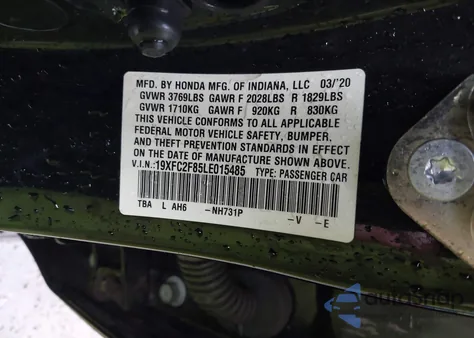 MFD. BY HONDA MFG. OF INDIANA, LLC 03/'20
GVWR 3769LBS GAWR F 2028LBS R 1829LBS
GVWR 1710KG GAWR F 920KG R 830KG
THIS VEHICLE CONFORMS TO ALL APPLICABLE
FEDERAL MOTOR VEHICLE SAFETY, BUMPER,
AND THEFT PREVENTION STANDARDS IN EFFECT
ON THE DATE OF MANUFACTURE SHOWN ABOVE.
V.I.N:19XFC2F85LE015485 TYPE: PASSENGER CAR
TBA L AH6 -NH731P -V -E
AutoSnap